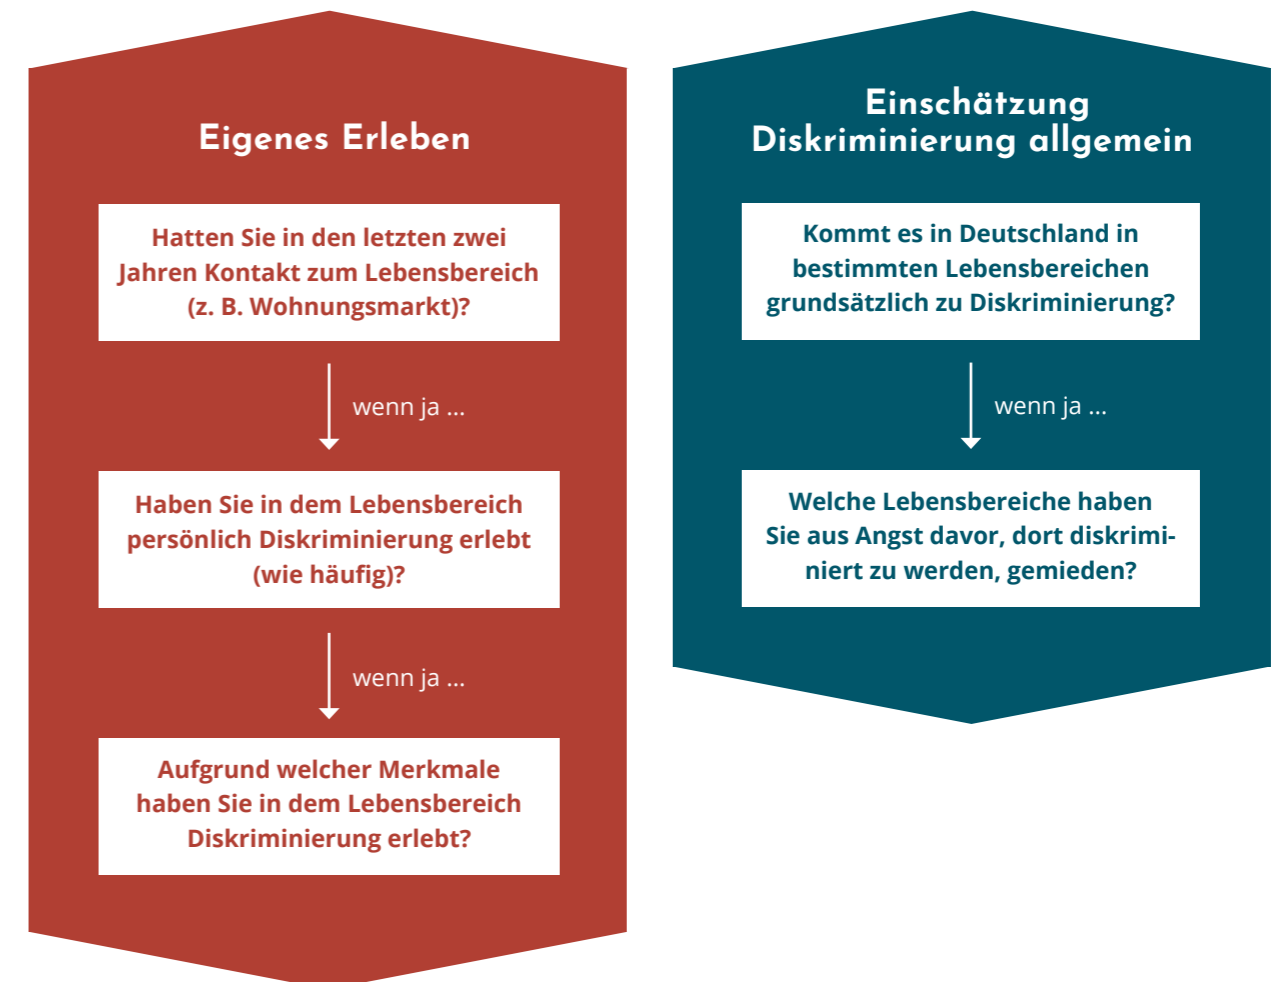 Eigenes Erleben
Hatten Sie in den letzten zwei
Jahren Kontakt zum Lebensbereich
(z. B. Wohnungsmarkt)?
wenn ja ...
Haben Sie in dem Lebensbereich
persönlich Diskriminierung erlebt
(wie häufig)?
wenn ja ...
Aufgrund welcher Merkmale
haben Sie in dem Lebensbereich
Diskriminierung erlebt?
Einschätzung
Diskriminierung allgemein
Kommt es in Deutschland in
bestimmten Lebensbereichen
grundsätzlich zu Diskriminierung?
wenn ja ...
Welche Lebensbereiche haben
Sie aus Angst davor, dort diskrimi-
niert zu werden, gemieden?